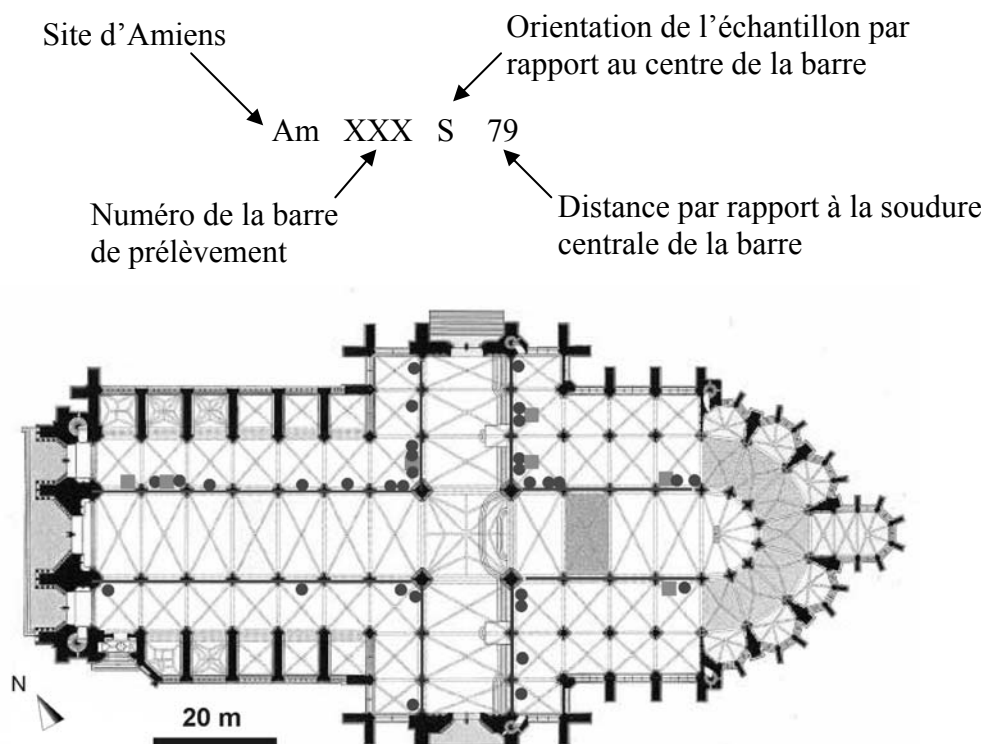 Site d'Amiens
Orientation de l'échantillon par
rapport au centre de la barre
Am XXX S 79
Numéro de la barre
de prélèvement
Distance par rapport à la soudure
centrale de la barre
N
20 m